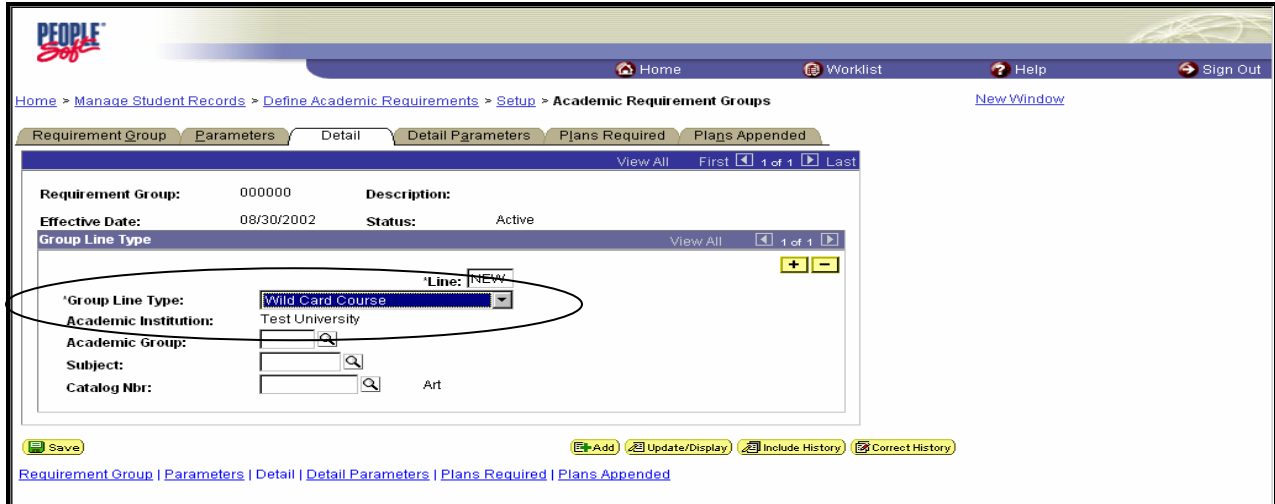 PEOPLE Soft
Home Worklist Help Sign Out
Home > Manage Student Records > Define Academic Requirements > Setup > Academic Requirement Groups New Window
Requirement Group Parameters Detail Detail Parameters Plans Required Plans Appended
View All First 1 of 1 Last
Requirement Group: 000000 Description:
Effective Date: 08/30/2002 Status: Active
Group Line Type View All 1 of 1
*Line: NEW
*Group Line Type: Wild Card Course
Academic Institution: Test University
Academic Group:
Subject:
Catalog Nbr: Art
Save Add Update/Display Include History Correct History
Requirement Group | Parameters | Detail | Detail Parameters | Plans Required | Plans Appended